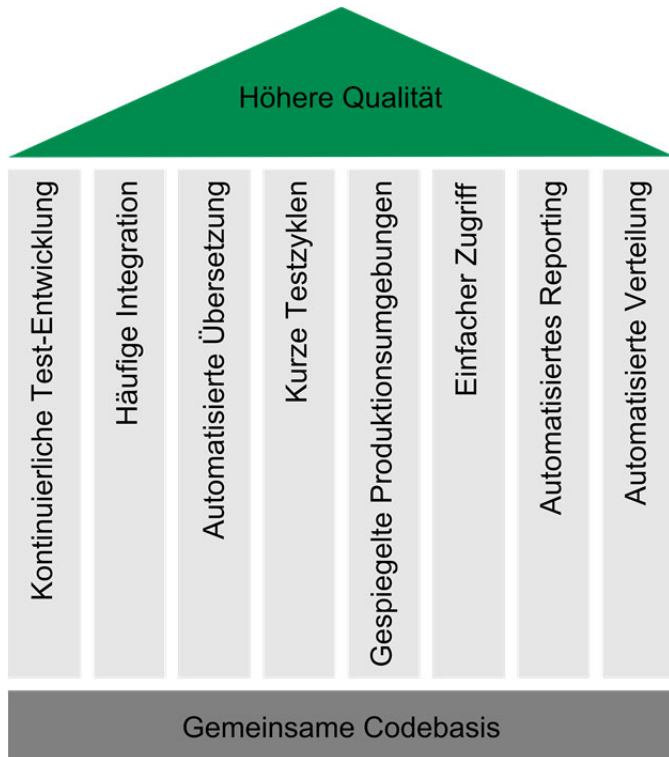 Höhere Qualität
Kontinuierliche Test-Entwicklung
Häufige Integration
Automatisierte Übersetzung
Kurze Testzyklen
Gespiegelte Produktionsumgebungen
Einfacher Zugriff
Automatisiertes Reporting
Automatisierte Verteilung
Gemeinsame Codebasis